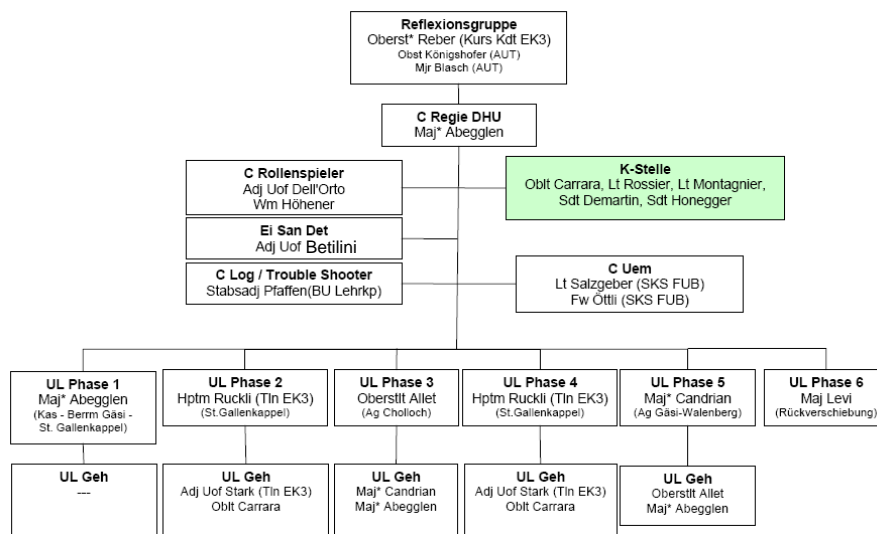 Reflexionsgruppe
Oberst* Reber (Kurs Kdt EK3)
Obst Königshofer (AUT)
Mjr Blasch (AUT)
C Regie DHU
Maj* Abegglen
C Rollenspieler
Adj Uof Dell'Orto
Wm Höhener
K-Stelle
Oblt Carrara, Lt Rossier, Lt Montagnier,
Sdt Demartin, Sdt Honegger
Ei San Det
Adj Uof Betilini
C Log / Trouble Shooter
Stabsadj Pfaffen(BU Lehrkp)
C Uem
Lt Salzgeber (SKS FUB)
Fw Öttli (SKS FUB)
UL Phase 1
Maj* Abegglen
(Kas - Berrm Gäsi -
St. Gallenkappel)
UL Phase 2
Hptm Ruckli (Tln EK3)
(St.Gallenkappel)
UL Phase 3
Oberstlt Allet
(Ag Cholloch)
UL Phase 4
Hptm Ruckli (Tln EK3)
(St.Gallenkappel)
UL Phase 5
Maj* Candrian
(Ag Gäsi-Walenberg)
UL Phase 6
Maj Levi
(Rückverschiebung)
UL Geh
---
UL Geh
Adj Uof Stark (Tln EK3)
Oblt Carrara
UL Geh
Maj* Candrian
Maj* Abegglen
UL Geh
Adj Uof Stark (Tln EK3)
Oblt Carrara
UL Geh
Oberstlt Allet
Maj* Abegglen